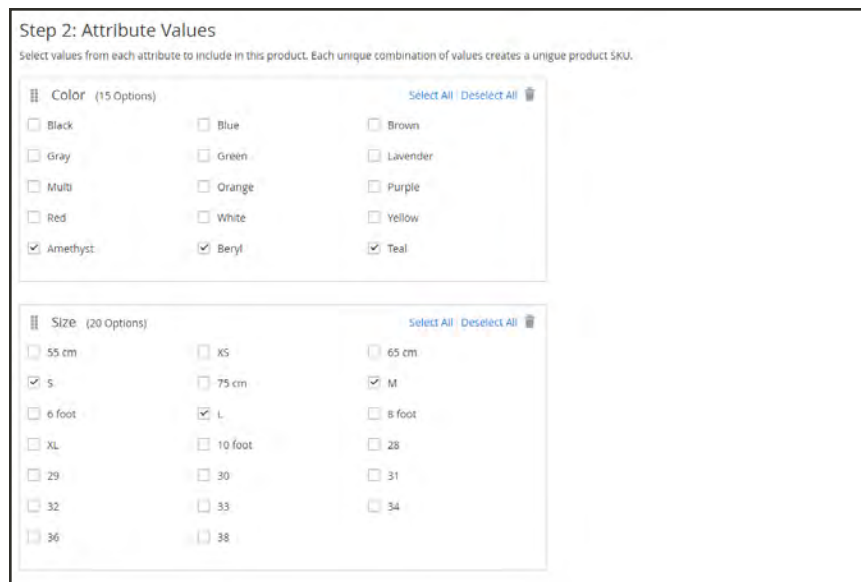 Step 2: Attribute Values
Select values from each attribute to include in this product. Each unique combination of values creates a unigue product SKU.
Color (15 Options) Select All | Deselect All
Black Blue Brown
Gray Green Lavender
Multi Orange Purple
Red White Yellow
Amethyst Beryl Teal
Size (20 Options) Select All | Deselect All
55 cm XS 65 cm
S 75 cm M
6 foot L 8 foot
XL 10 foot 28
29 30 31
32 33 34
36 38